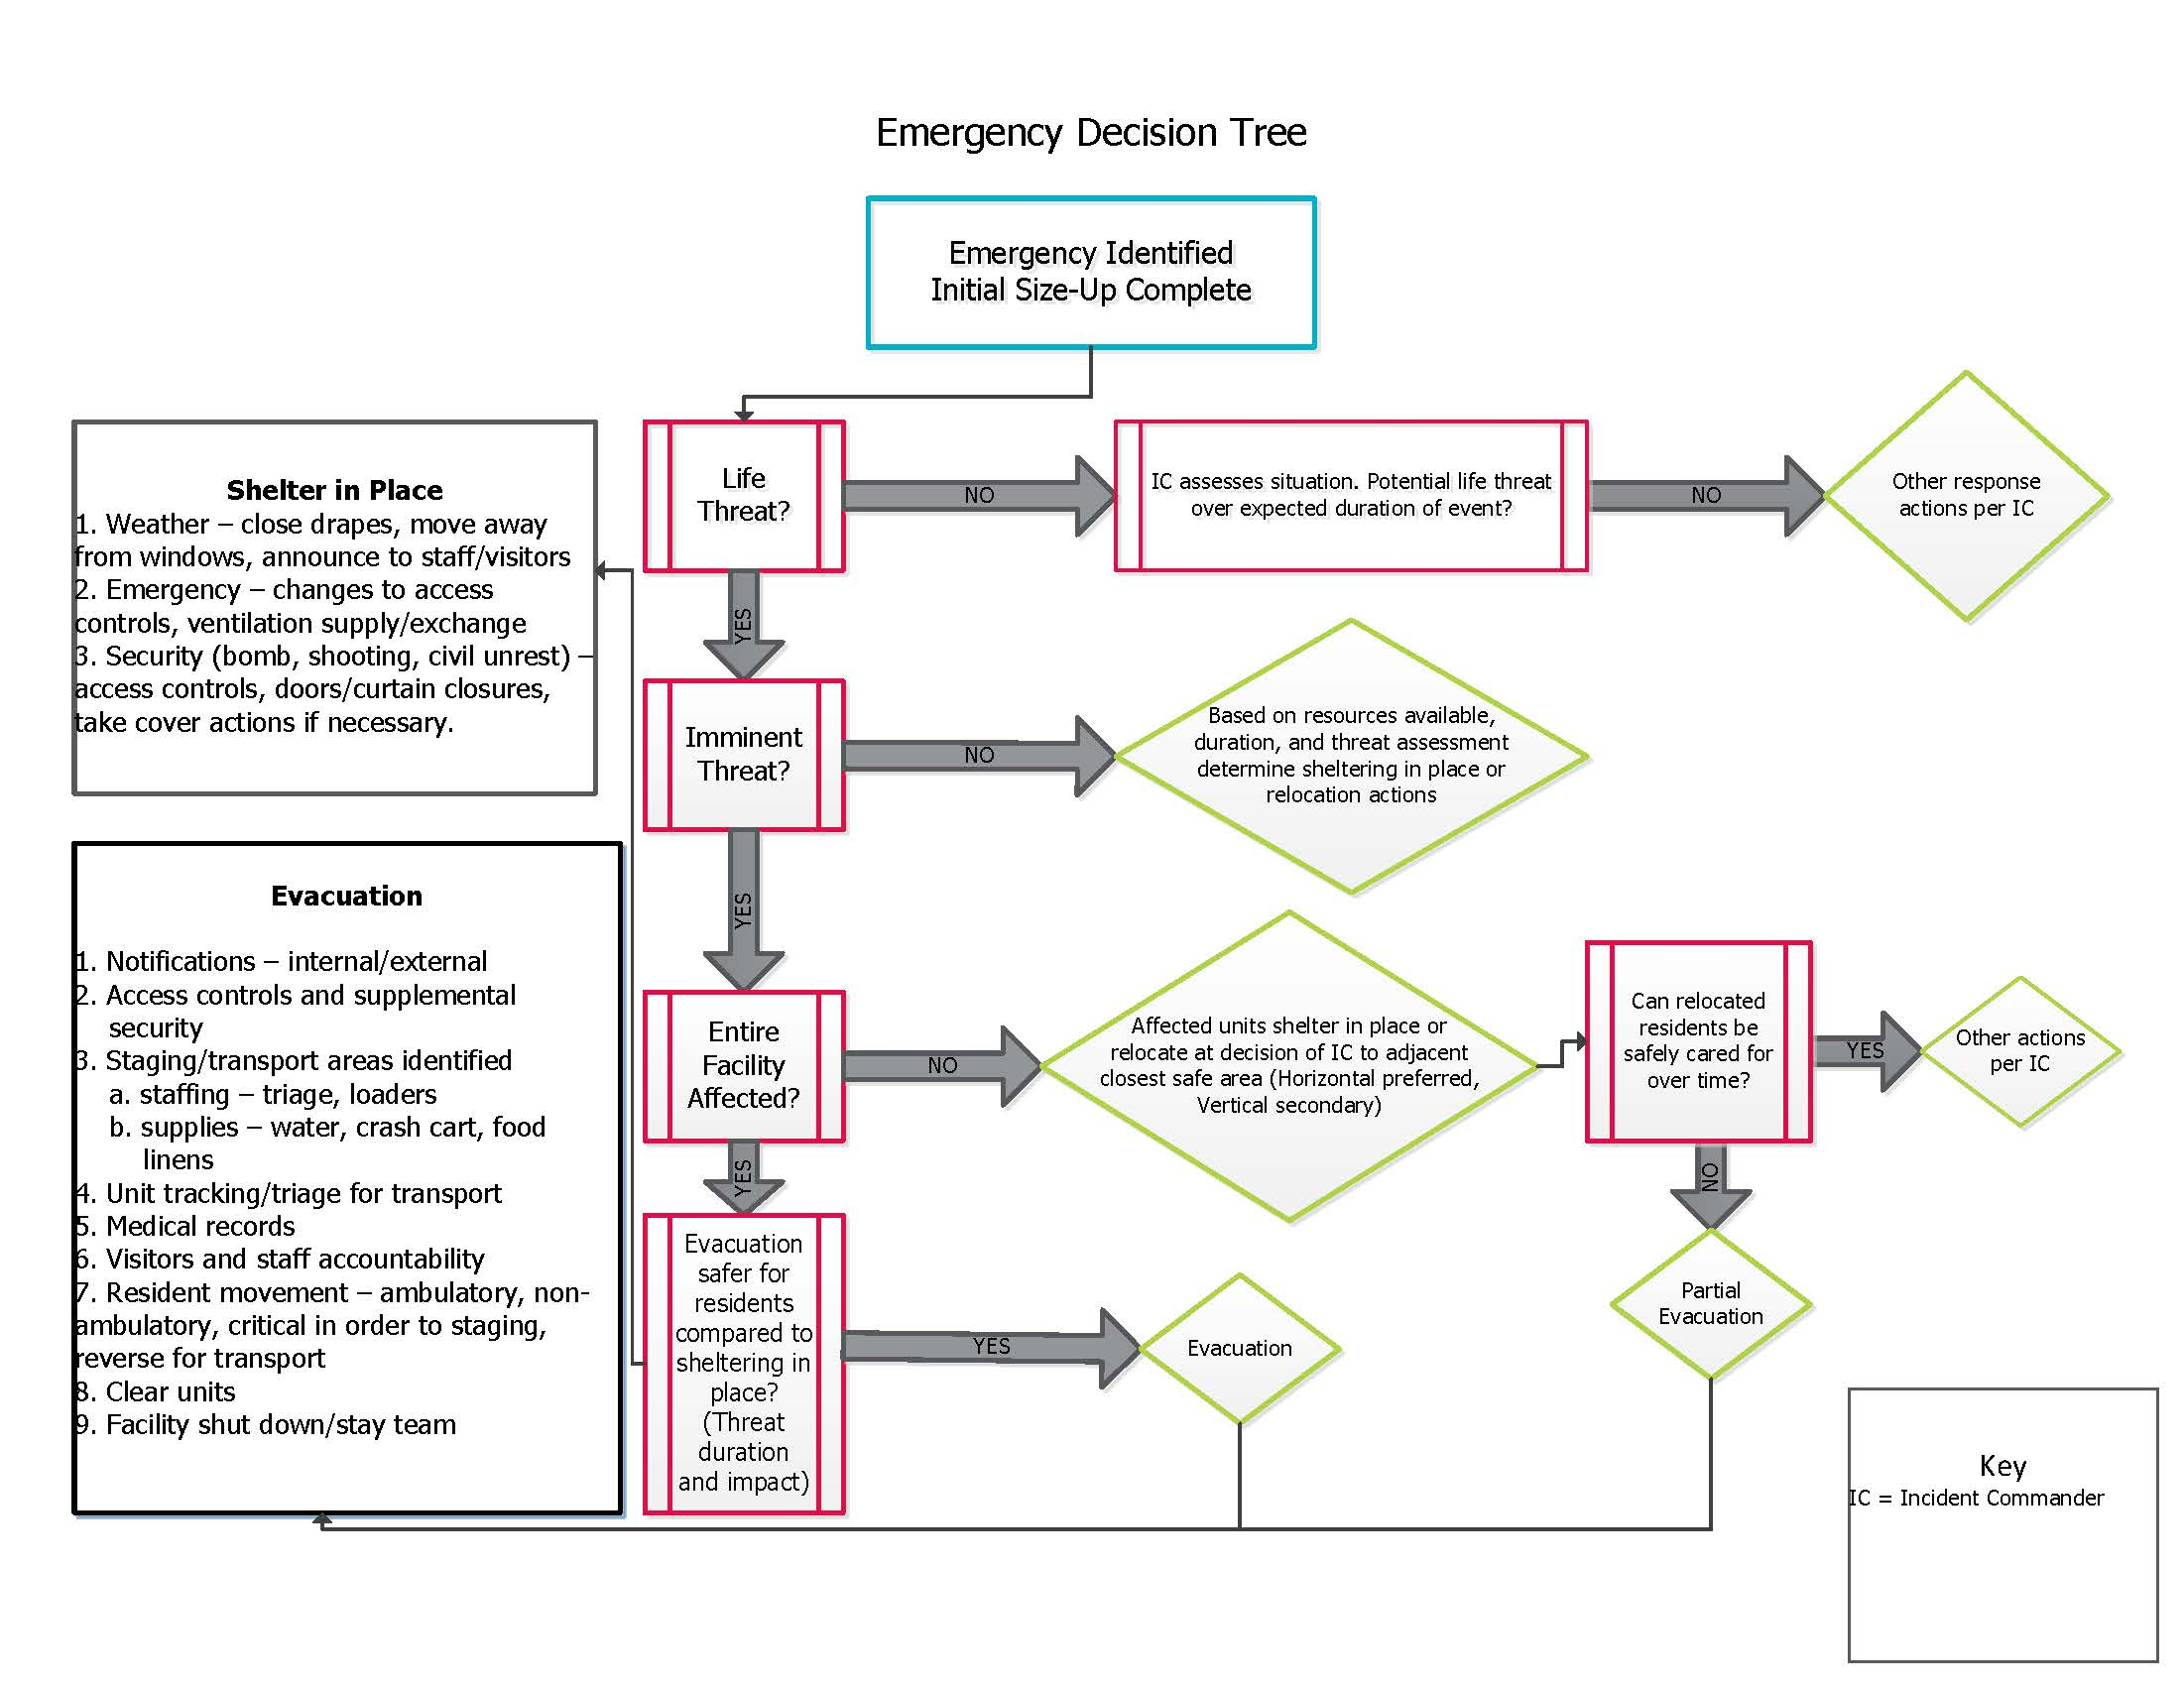 Emergency Decision Tree
Emergency Identified
Initial Size-Up Complete
Shelter in Place
1. Weather – close drapes, move away
from windows, announce to staff/visitors
2. Emergency – changes to access
controls, ventilation supply/exchange
3. Security (bomb, shooting, civil unrest) –
access controls, doors/curtain closures,
take cover actions if necessary.
Life
Threat?
NO
IC assesses situation. Potential life threat
over expected duration of event?
NO
Other response
actions per IC
YES
Imminent
Threat?
NO
Based on resources available,
duration, and threat assessment
determine sheltering in place or
relocation actions
YES
Evacuation
1. Notifications – internal/external
2. Access controls and supplemental
security
3. Staging/transport areas identified
a. staffing – triage, loaders
b. supplies – water, crash cart, food
linens
4. Unit tracking/triage for transport
5. Medical records
6. Visitors and staff accountability
7. Resident movement – ambulatory, non-
ambulatory, critical in order to staging,
reverse for transport
8. Clear units
9. Facility shut down/stay team
Entire
Facility
Affected?
NO
Affected units shelter in place or
relocate at decision of IC to adjacent
closest safe area (Horizontal preferred,
Vertical secondary)
Can relocated
residents be
safely cared for
over time?
YES
Other actions
per IC
YES
NO
Evacuation
safer for
residents
compared to
sheltering in
place?
(Threat
duration
and impact)
YES
Evacuation
Partial
Evacuation
Key
IC = Incident Commander